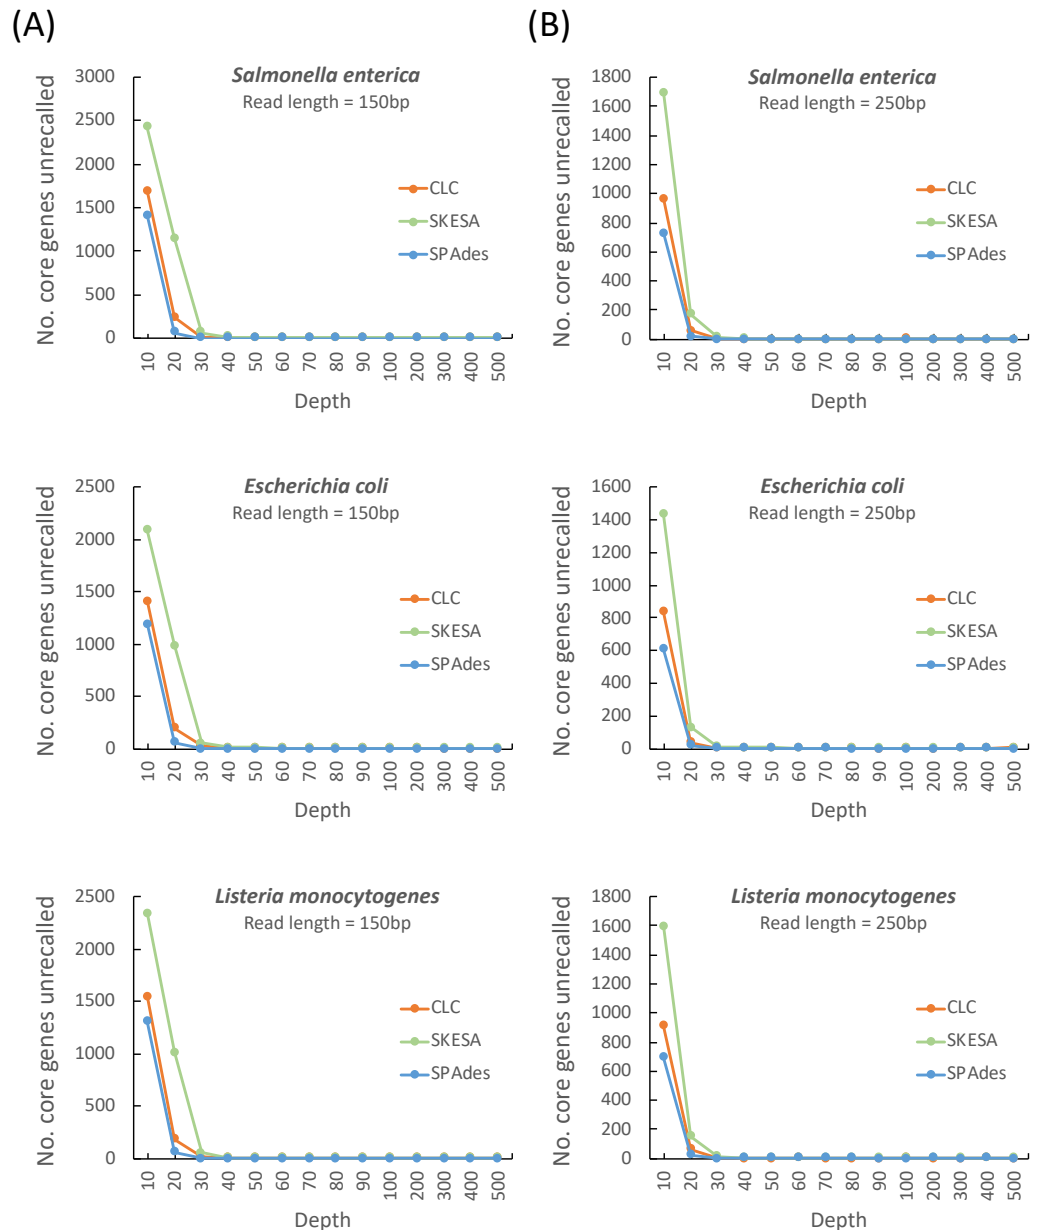 (A)
Salmonella enterica
Read length = 150bp
No. core genes unrecalled
3000
2500
2000
1500
1000
500
0
CLC
SKESA
SPAdes
10 20 30 40 50 60 70 80 90 100 200 300 400 500
Depth
(B)
Salmonella enterica
Read length = 250bp
No. core genes unrecalled
1800
1600
1400
1200
1000
800
600
400
200
0
CLC
SKESA
SPAdes
10 20 30 40 50 60 70 80 90 100 200 300 400 500
Depth
Escherichia coli
Read length = 150bp
No. core genes unrecalled
2500
2000
1500
1000
500
0
CLC
SKESA
SPAdes
10 20 30 40 50 60 70 80 90 100 200 300 400 500
Depth
Escherichia coli
Read length = 250bp
No. core genes unrecalled
1600
1400
1200
1000
800
600
400
200
0
CLC
SKESA
SPAdes
10 20 30 40 50 60 70 80 90 100 200 300 400 500
Depth
Listeria monocytogenes
Read length = 150bp
No. core genes unrecalled
2500
2000
1500
1000
500
0
CLC
SKESA
SPAdes
10 20 30 40 50 60 70 80 90 100 200 300 400 500
Depth
Listeria monocytogenes
Read length = 250bp
No. core genes unrecalled
1800
1600
1400
1200
1000
800
600
400
200
0
CLC
SKESA
SPAdes
10 20 30 40 50 60 70 80 90 100 200 300 400 500
Depth